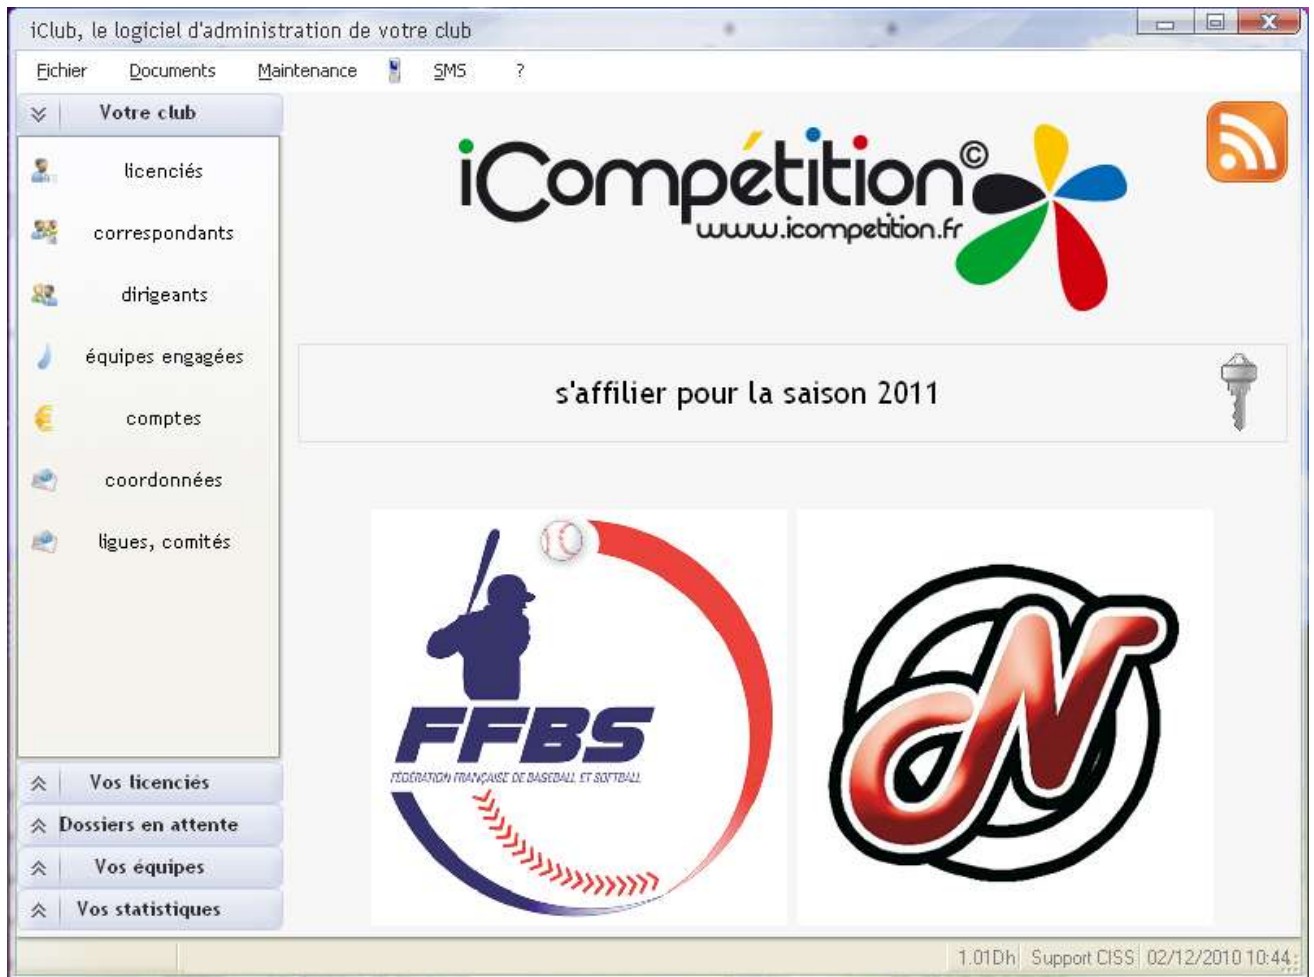 iClub, le logiciel d'administration de votre club
Fichier Documents Maintenance SMS ?
Votre club
licenciés
correspondants
dirigeants
équipes engagées
comptes
coordonnées
ligues, comités
Vos licenciés
Dossiers en attente
Vos équipes
Vos statistiques
iCompétition©
www.icompetition.fr
s'affilier pour la saison 2011
FFBS
FÉDÉRATION FRANÇAISE DE BASEBALL ET SOFTBALL
N
1.01Dh Support CISS 02/12/2010 10:44